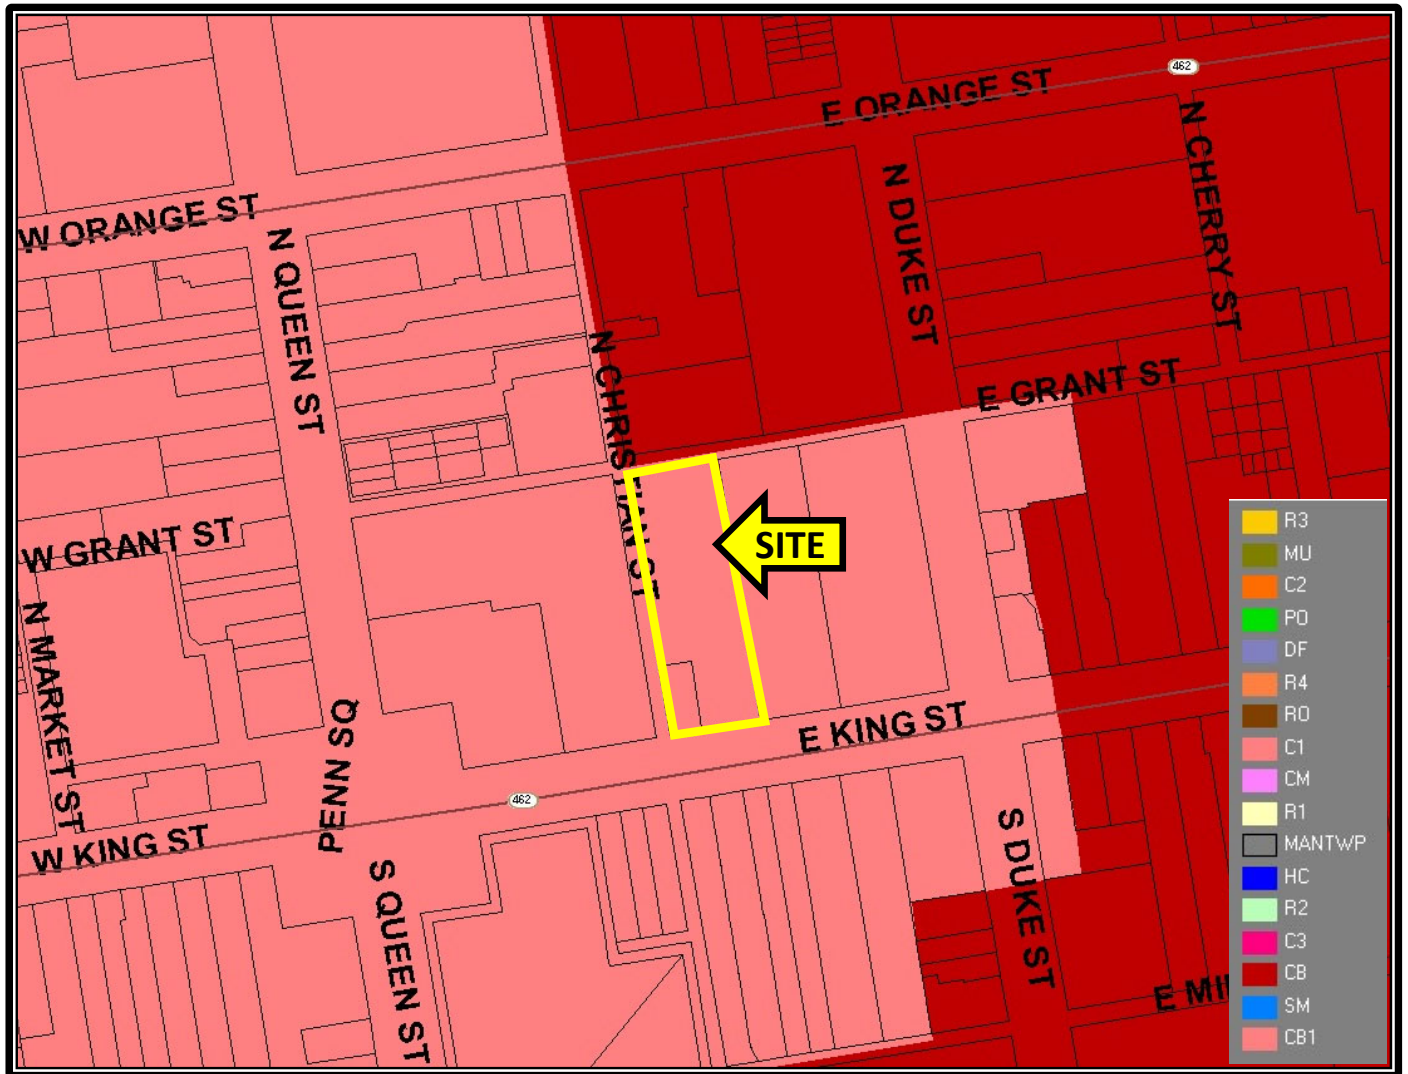 462
E ORANGE ST
N CHERRY ST
W ORANGE ST
N DUKE ST
N QUEEN ST
N CHRISTIAN ST
E GRANT ST
W GRANT ST
SITE
N MARKET ST
PENN SQ
E KING ST
462
W KING ST
S DUKE ST
S QUEEN ST
E MI
R3
MU
C2
PO
DF
R4
RO
C1
CM
R1
MANTWP
HC
R2
C3
CB
SM
CB1